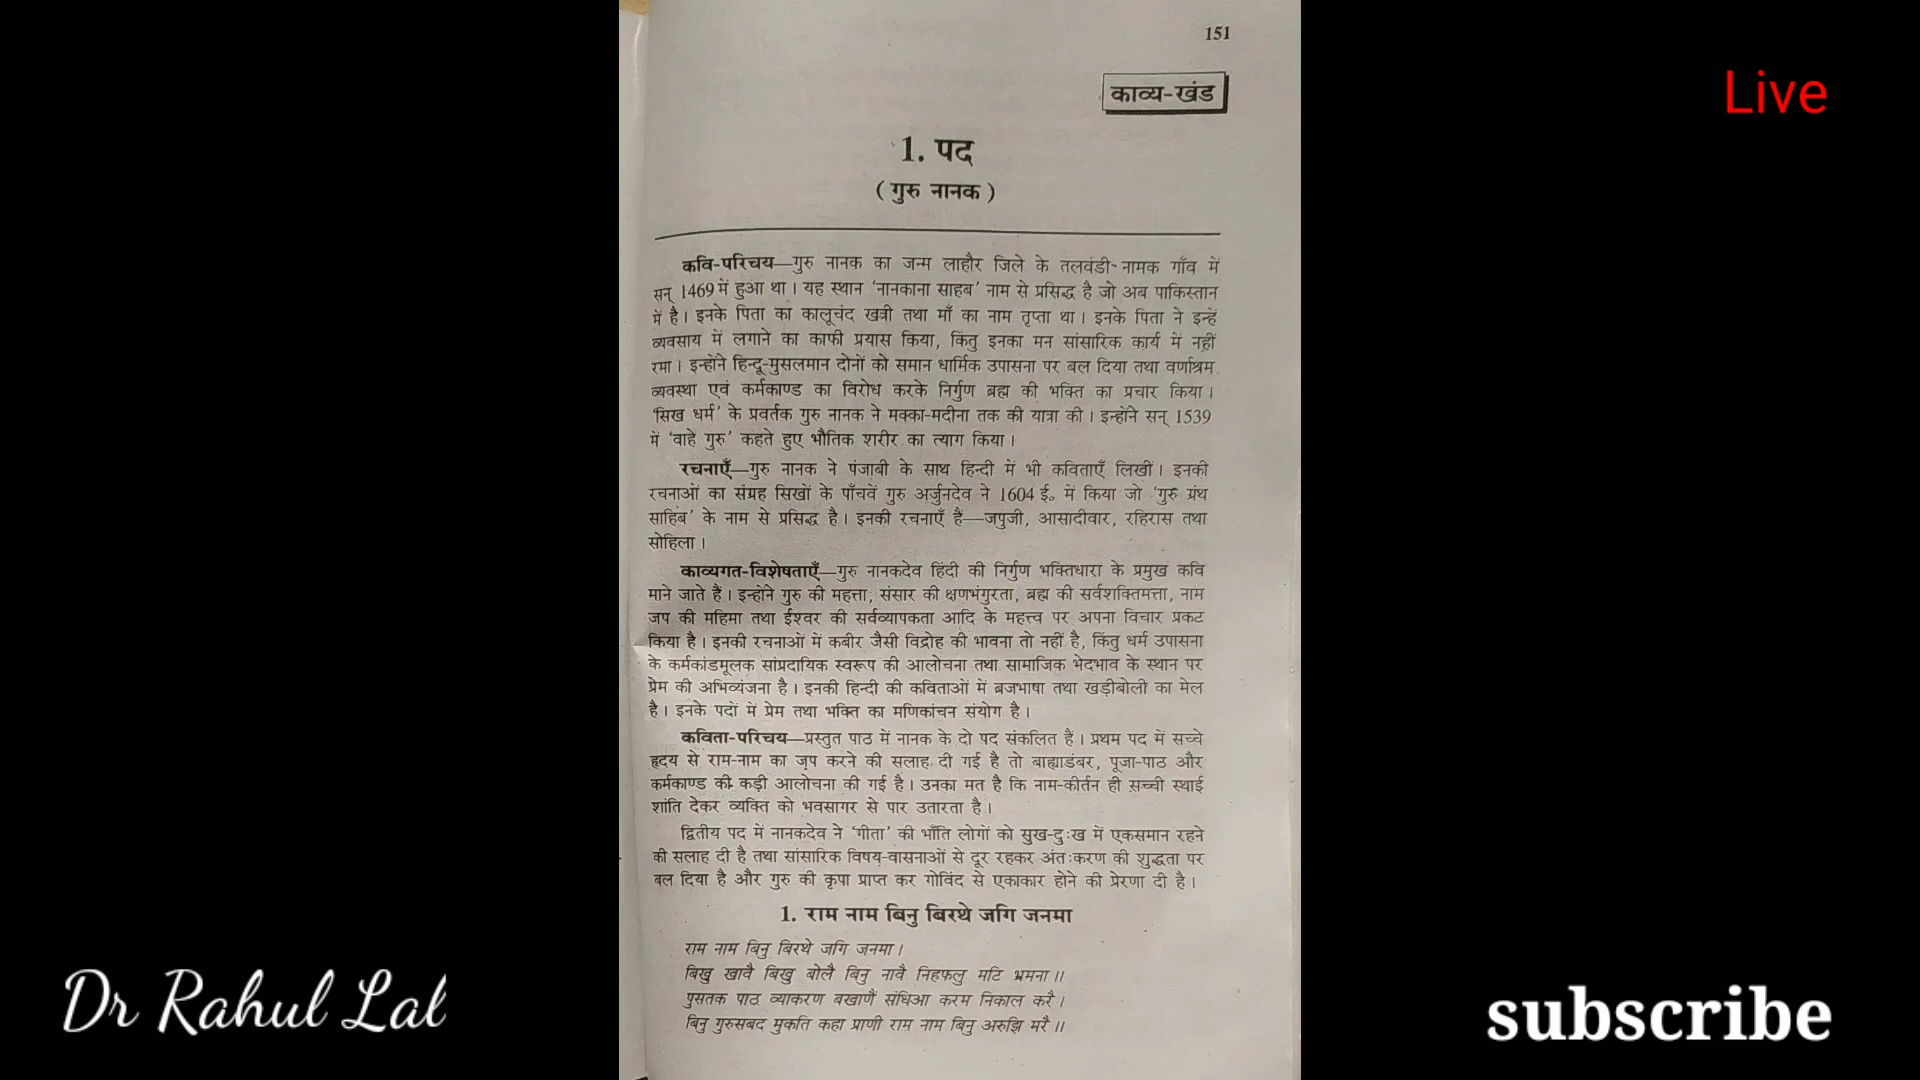 151
काव्य-खंड
Live
1. पद
( गुरु नानक )
कवि-परिचय—गुरु नानक का जन्म लाहौर जिले के तलवंडी नामक गाँव में
सन् 1469 में हुआ था। यह स्थान ‘नानकाना साहब’ नाम से प्रसिद्ध है जो अब पाकिस्तान
में है। इनके पिता का कालूचंद खत्री तथा माँ का नाम तृप्ता था। इनके पिता ने इन्हें
व्यवसाय में लगाने का काफी प्रयास किया, किंतु इनका मन सांसारिक कार्य में नहीं
रमा। इन्होंने हिन्दू-मुसलमान दोनों को समान धार्मिक उपासना पर बल दिया तथा वर्णाश्रम
व्यवस्था एवं कर्मकाण्ड का विरोध करके निर्गुण ब्रह्म की भक्ति का प्रचार किया।
‘सिख धर्म’ के प्रवर्तक गुरु नानक ने मक्का-मदीना तक की यात्रा की। इन्होंने सन् 1539
में ‘वाहे गुरु’ कहते हुए भौतिक शरीर का त्याग किया।
रचनाएँ—गुरु नानक ने पंजाबी के साथ हिन्दी में भी कविताएँ लिखीं। इनकी
रचनाओं का संग्रह सिखों के पाँचवें गुरु अर्जुनदेव ने 1604 ई० में किया जो ‘गुरु ग्रंथ
साहिब’ के नाम से प्रसिद्ध है। इनकी रचनाएँ हैं—जपुजी, आसादीवार, रहिरास तथा
सोहिला।
काव्यगत-विशेषताएँ—गुरु नानकदेव हिंदी की निर्गुण भक्तिधारा के प्रमुख कवि
माने जाते हैं। इन्होंने गुरु की महत्ता, संसार की क्षणभंगुरता, ब्रह्म की सर्वशक्तिमत्ता, नाम
जप की महिमा तथा ईश्वर की सर्वव्यापकता आदि के महत्त्व पर अपना विचार प्रकट
किया है। इनकी रचनाओं में कबीर जैसी विद्रोह की भावना तो नहीं है, किंतु धर्म उपासना
के कर्मकांडमूलक सांप्रदायिक स्वरूप की आलोचना तथा सामाजिक भेदभाव के स्थान पर
प्रेम की अभिव्यंजना है। इनकी हिन्दी की कविताओं में ब्रजभाषा तथा खड़ीबोली का मेल
है। इनके पदों में प्रेम तथा भक्ति का मणिकांचन संयोग है।
कविता-परिचय—प्रस्तुत पाठ में नानक के दो पद संकलित हैं। प्रथम पद में सच्चे
हृदय से राम-नाम का जप करने की सलाह दी गई है तो बाह्याडंबर, पूजा-पाठ और
कर्मकाण्ड की कड़ी आलोचना की गई है। उनका मत है कि नाम-कीर्तन ही सच्ची स्थाई
शांति देकर व्यक्ति को भवसागर से पार उतारता है।
द्वितीय पद में नानकदेव ने ‘गीता’ की भाँति लोगों को सुख-दुःख में एकसमान रहने
की सलाह दी है तथा सांसारिक विषय-वासनाओं से दूर रहकर अंतःकरण की शुद्धता पर
बल दिया है और गुरु की कृपा प्राप्त कर गोविंद से एकाकार होने की प्रेरणा दी है।
1. राम नाम बिनु बिरथे जगि जनमा
राम नाम बिनु बिरथे जगि जनमा।
बिखु खावै बिखु बोलै बिनु नावै निहफलु मटि भ्रमना॥
पुसतक पाठ व्याकरण बखाणैं संधिआ करम निकाल करै।
बिनु गुरुसबद मुकति कहा प्राणी राम नाम बिनु अरुझि मरै॥
Dr Rahul Lal
subscribe